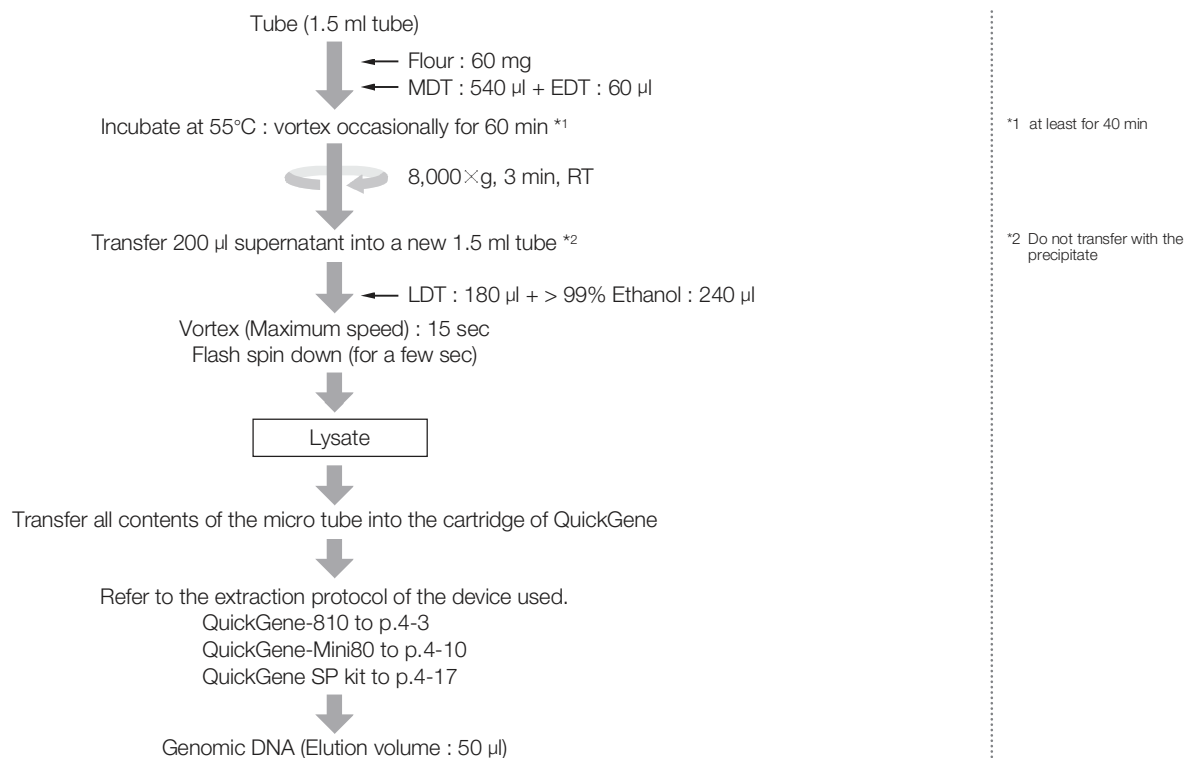 Tube (1.5 ml tube)
Flour : 60 mg
MDT : 540 µl + EDT : 60 µl
Incubate at 55°C : vortex occasionally for 60 min *1
*1 at least for 40 min
8,000×g, 3 min, RT
Transfer 200 µl supernatant into a new 1.5 ml tube *2
*2 Do not transfer with the
precipitate
LDT : 180 µl + > 99% Ethanol : 240 µl
Vortex (Maximum speed) : 15 sec
Flash spin down (for a few sec)
Lysate
Transfer all contents of the micro tube into the cartridge of QuickGene
Refer to the extraction protocol of the device used.
QuickGene-810 to p.4-3
QuickGene-Mini80 to p.4-10
QuickGene SP kit to p.4-17
Genomic DNA (Elution volume : 50 µl)